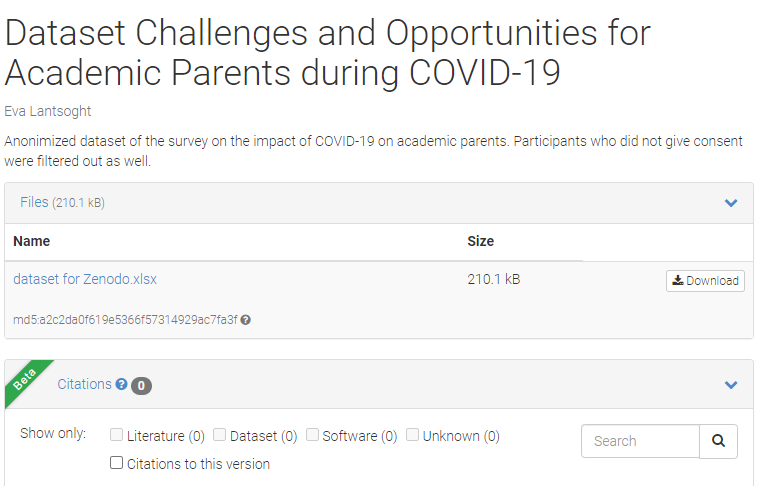 Dataset Challenges and Opportunities for
Academic Parents during COVID-19
Eva Lantsoght
Anonimized dataset of the survey on the impact of COVID-19 on academic parents. Participants who did not give consent
were filtered out as well.
Files (210.1 kB)
Name Size
dataset for Zenodo.xlsx 210.1 kB Download
md5:a2c2da0f619e5366f57314929ac7fa3f ?
Beta Citations ? 0
Show only: Literature (0) Dataset (0) Software (0) Unknown (0) Search
Citations to this version